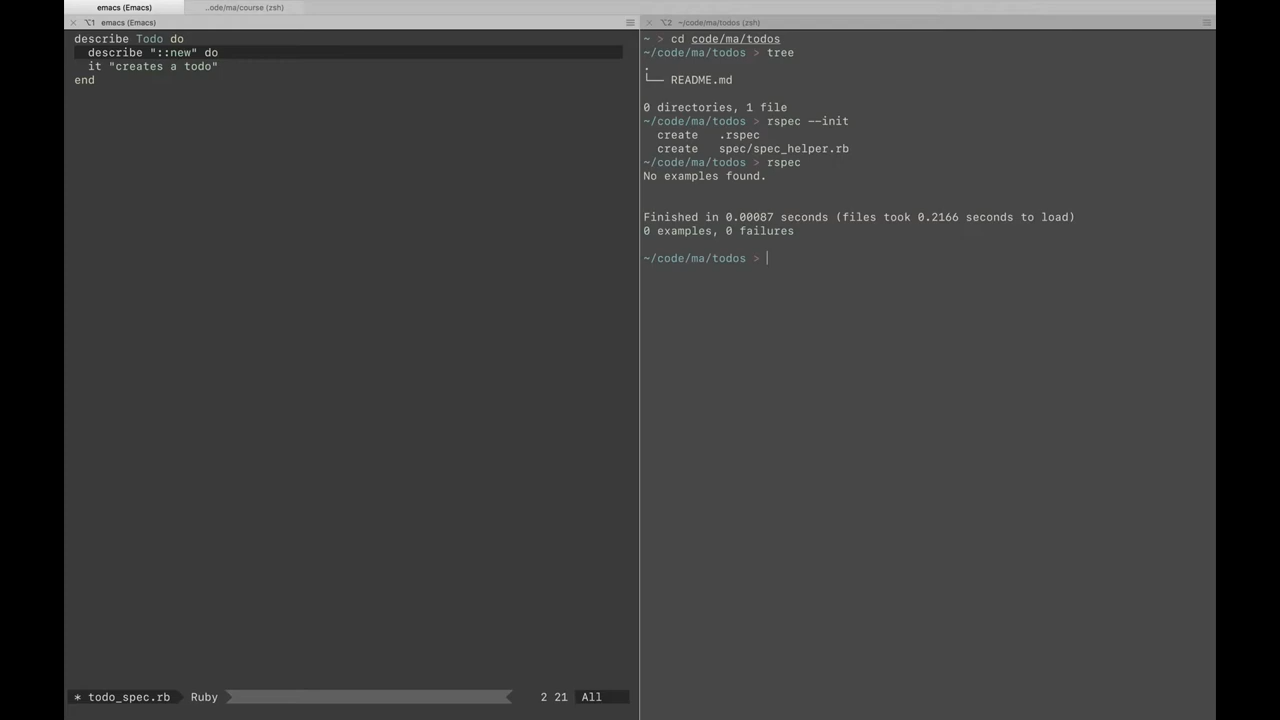 emacs (Emacs)
..ode/ma/course (zsh)
⌥1 emacs (Emacs)
describe Todo do
  describe "::new" do
  it "creates a todo"
end
* todo_spec.rb Ruby 2 21 All
⌥2 ~/code/ma/todos (zsh)
~ > cd code/ma/todos
~/code/ma/todos > tree
.
└── README.md
0 directories, 1 file
~/code/ma/todos > rspec --init
  create   .rspec
  create   spec/spec_helper.rb
~/code/ma/todos > rspec
No examples found.
Finished in 0.00087 seconds (files took 0.2166 seconds to load)
0 examples, 0 failures
~/code/ma/todos >